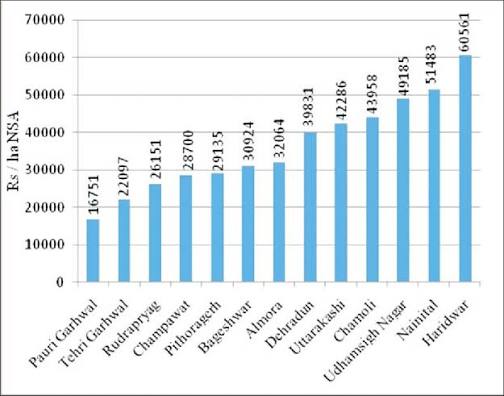 70000
60000
50000
40000
30000
20000
10000
0
Rs / ha NSA
16751
22097
26151
28700
29135
30924
32064
39831
42286
43958
49185
51483
60561
Pauri Garhwal
Tehri Garhwal
Rudrapryag
Champawat
Pithoragerh
Bageshwar
Almora
Dehradun
Uttarakashi
Chamoli
Udhamsigh Nagar
Nainital
Haridwar